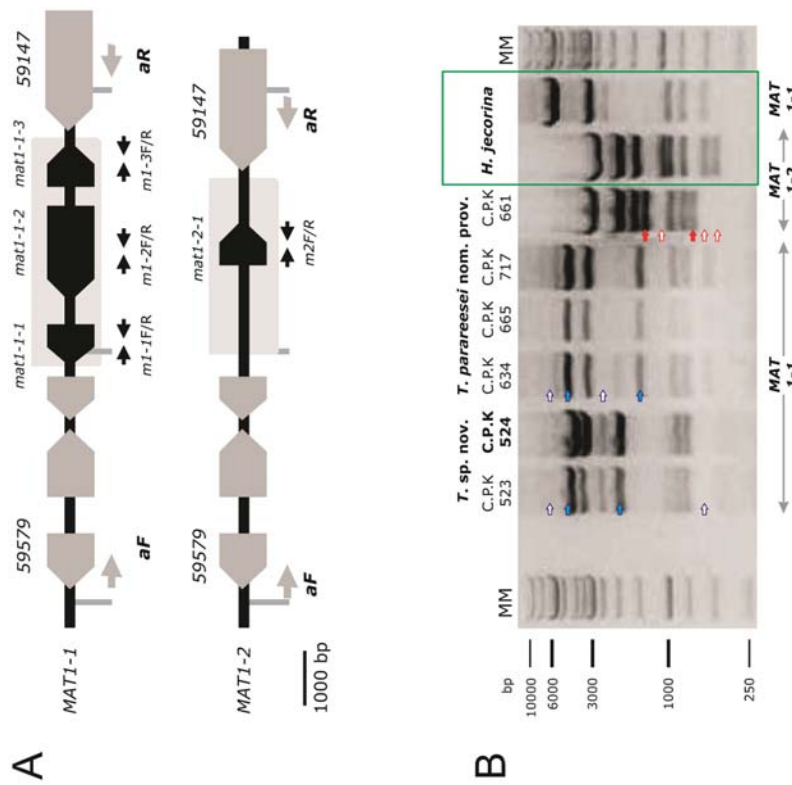 A
MAT1-1
59579
mat1-1-1
mat1-1-2
mat1-1-3
59147
aF
m1-1F/R
m1-2F/R
m1-3F/R
aR
MAT1-2
59579
mat1-2-1
59147
aF
m2F/R
aR
1000 bp
B
T. sp. nov.
T. parareesei nom. prov.
H. jecorina
bp
MM
C.P.K
523
C.P.K
524
C.P.K
634
C.P.K
665
C.P.K
717
C.P.K
661
MM
10000
6000
3000
1000
250
MAT
1-1
MAT
1-2
MAT
1-1